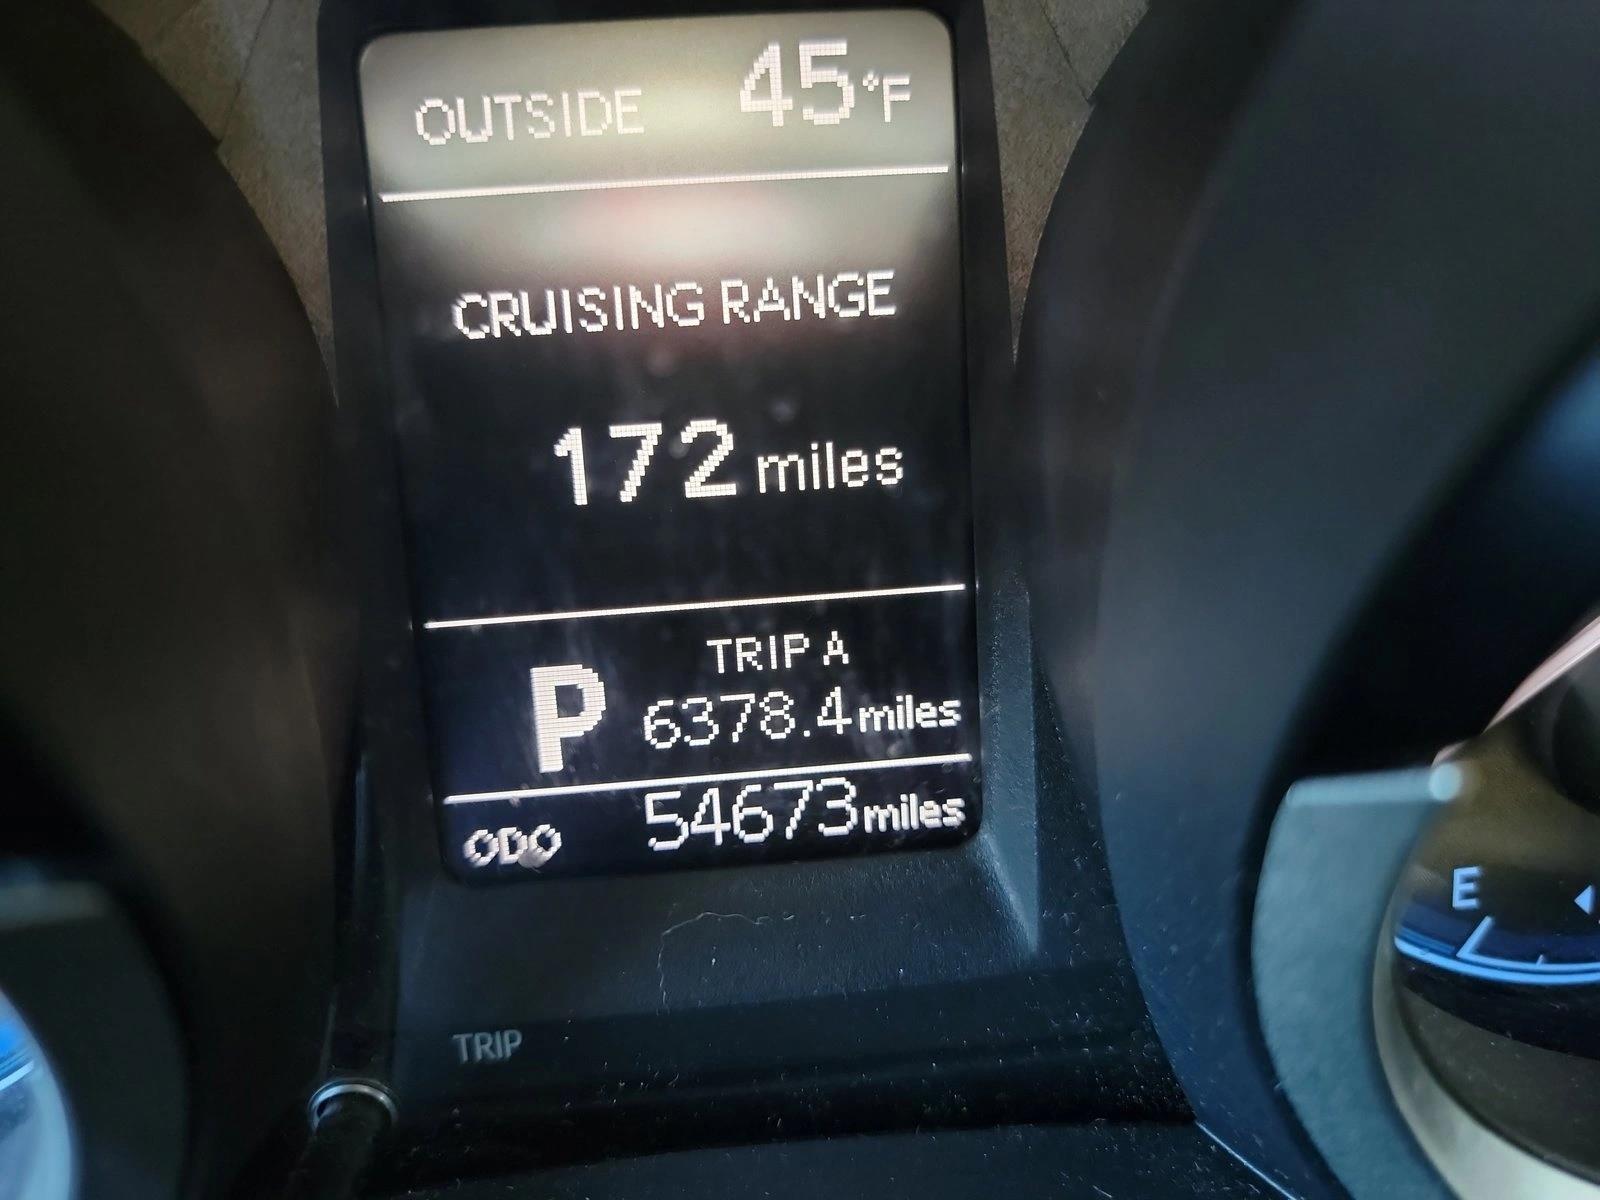 OUTSIDE 45°F
CRUISING RANGE
172 miles
TRIP A
P 6378.4 miles
ODO 54673 miles
E
TRIP